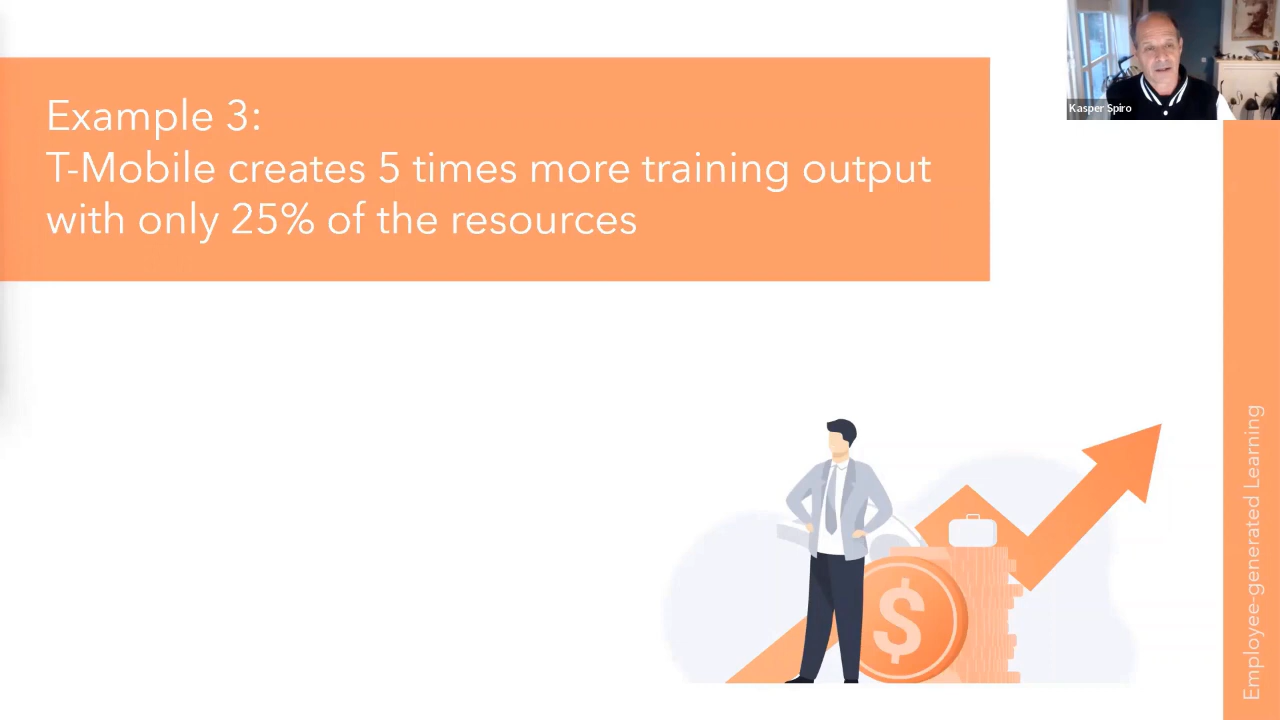 Example 3:
T-Mobile creates 5 times more training output
with only 25% of the resources
Kasper Spiro
$
Employee-generated Learning